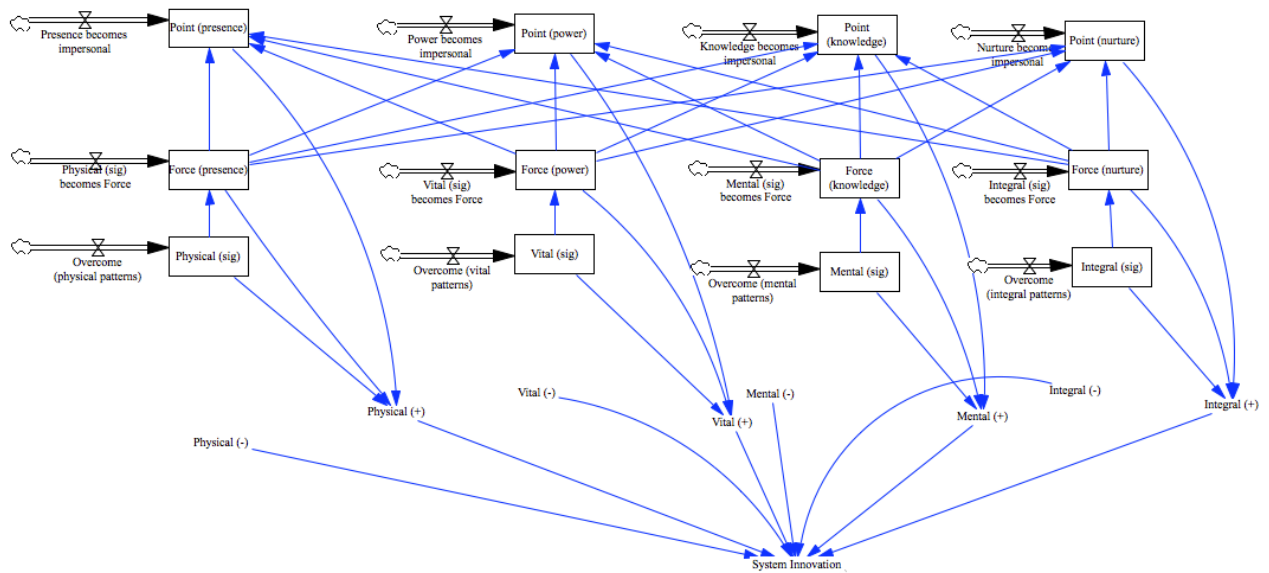 Presence becomes
impersonal
Point (presence)
Power becomes
impersonal
Point (power)
Knowledge becomes
impersonal
Point
(knowledge)
Nurture becomes
impersonal
Point (nurture)
Physical (sig)
becomes Force
Force (presence)
Vital (sig)
becomes Force
Force (power)
Mental (sig)
becomes Force
Force
(knowledge)
Integral (sig)
becomes Force
Force (nurture)
Overcome
(physical patterns)
Physical (sig)
Overcome (vital
patterns)
Vital (sig)
Overcome (mental
patterns)
Mental (sig)
Overcome
(integral patterns)
Integral (sig)
Physical (-)
Physical (+)
Vital (-)
Vital (+)
Mental (-)
Mental (+)
Integral (-)
Integral (+)
System Innovation